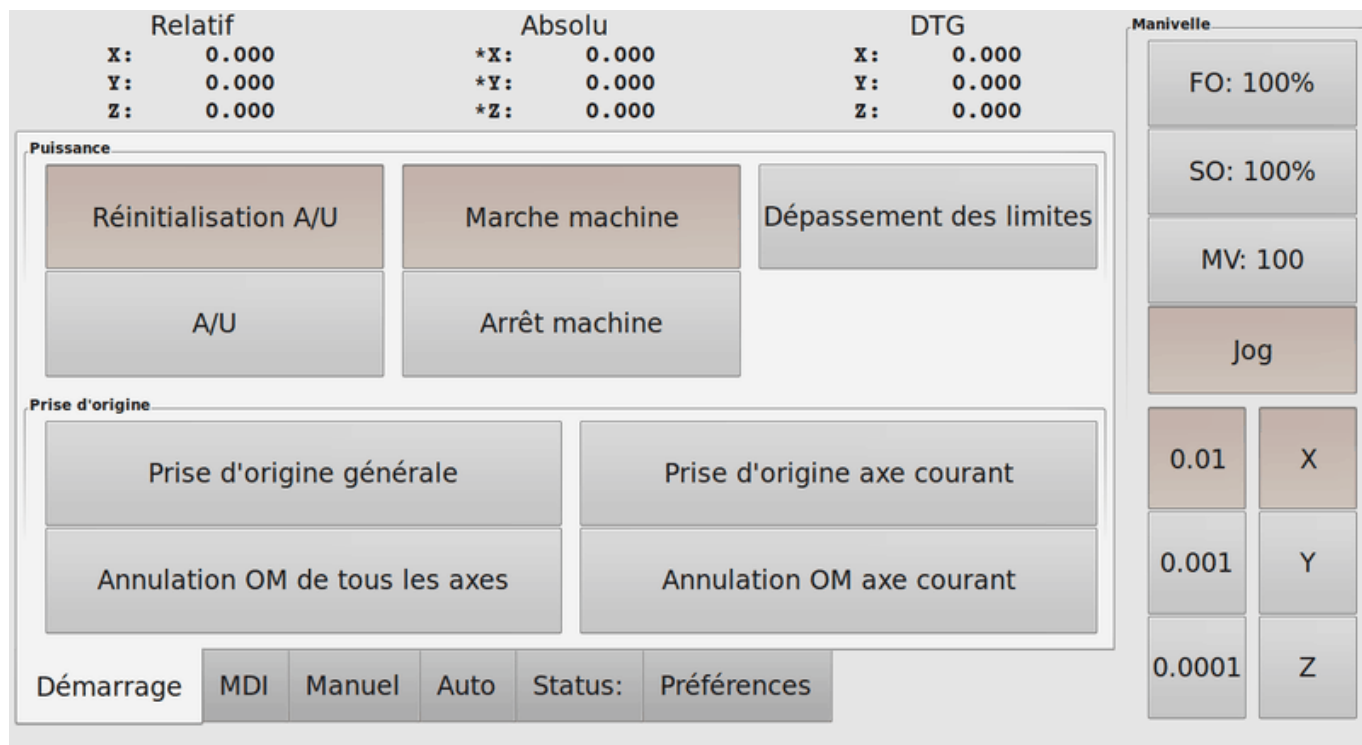 Relatif Absolu DTG
X: 0.000 *X: 0.000 X: 0.000
Y: 0.000 *Y: 0.000 Y: 0.000
Z: 0.000 *Z: 0.000 Z: 0.000
Puissance
Réinitialisation A/U Marche machine Dépassement des limites
A/U Arrêt machine
Prise d'origine
Prise d'origine générale Prise d'origine axe courant
Annulation OM de tous les axes Annulation OM axe courant
Démarrage MDI Manuel Auto Status: Préférences
Manivelle
FO: 100%
SO: 100%
MV: 100
Jog
0.01 X
0.001 Y
0.0001 Z